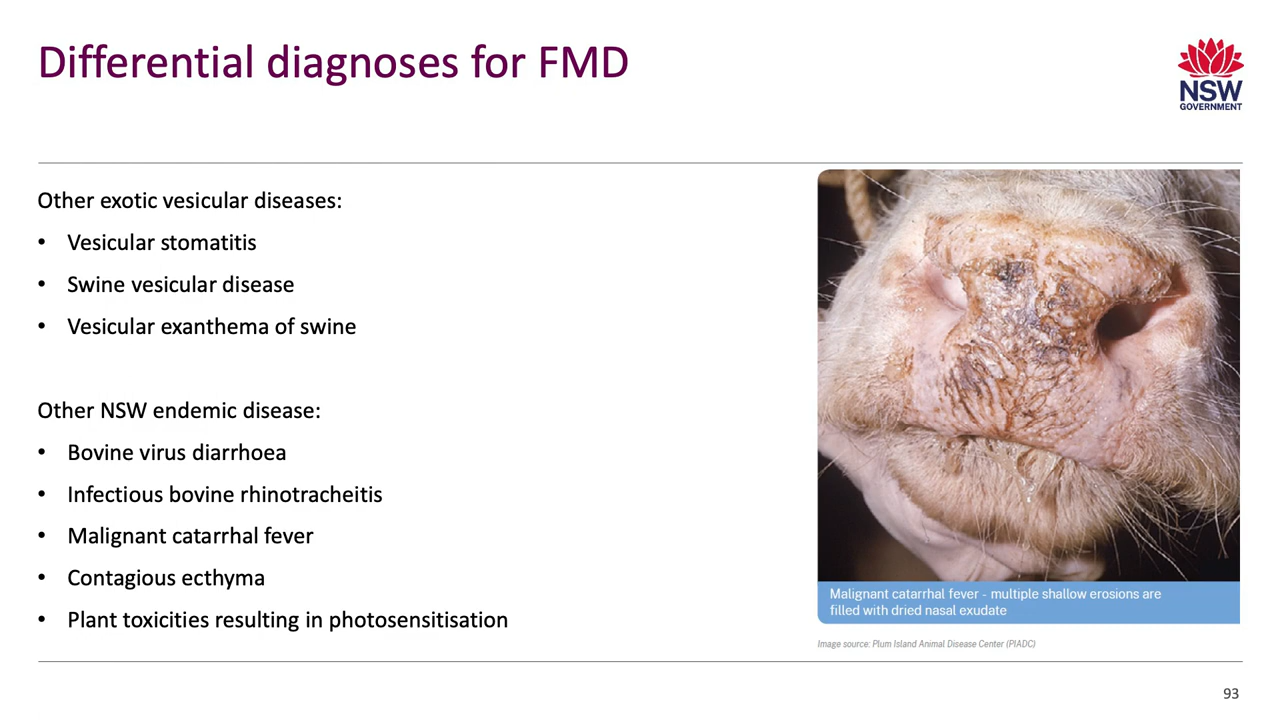 Differential diagnoses for FMD
NSW
GOVERNMENT
Other exotic vesicular diseases:
• Vesicular stomatitis
• Swine vesicular disease
• Vesicular exanthema of swine
Other NSW endemic disease:
• Bovine virus diarrhoea
• Infectious bovine rhinotracheitis
• Malignant catarrhal fever
• Contagious ecthyma
• Plant toxicities resulting in photosensitisation
Malignant catarrhal fever - multiple shallow erosions are
filled with dried nasal exudate
Image source: Plum Island Animal Disease Center (PIADC)
93